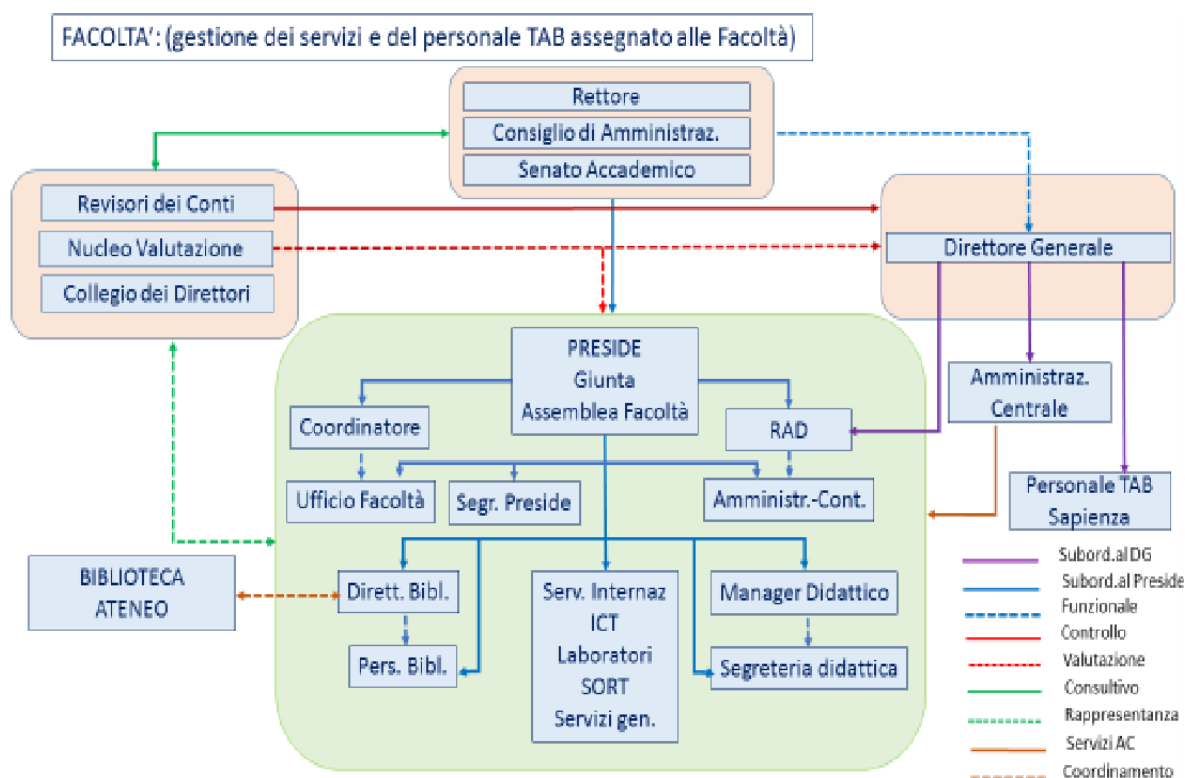 FACOLTA’: (gestione dei servizi e del personale TAB assegnato alle Facoltà)
Rettore
Consiglio di Amministraz.
Senato Accademico
Revisori dei Conti
Nucleo Valutazione
Collegio dei Direttori
Direttore Generale
PRESIDE
Giunta
Assemblea Facoltà
Coordinatore
RAD
Amministraz.
Centrale
Ufficio Facoltà
Segr. Preside
Amministr.-Cont.
Personale TAB
Sapienza
BIBLIOTECA
ATENEO
Dirett. Bibl.
Pers. Bibl.
Serv. Internaz
ICT
Laboratori
SORT
Servizi gen.
Manager Didattico
Segreteria didattica
Subord.al DG
Subord.al Preside
Funzionale
Controllo
Valutazione
Consultivo
Rappresentanza
Servizi AC
Coordinamento